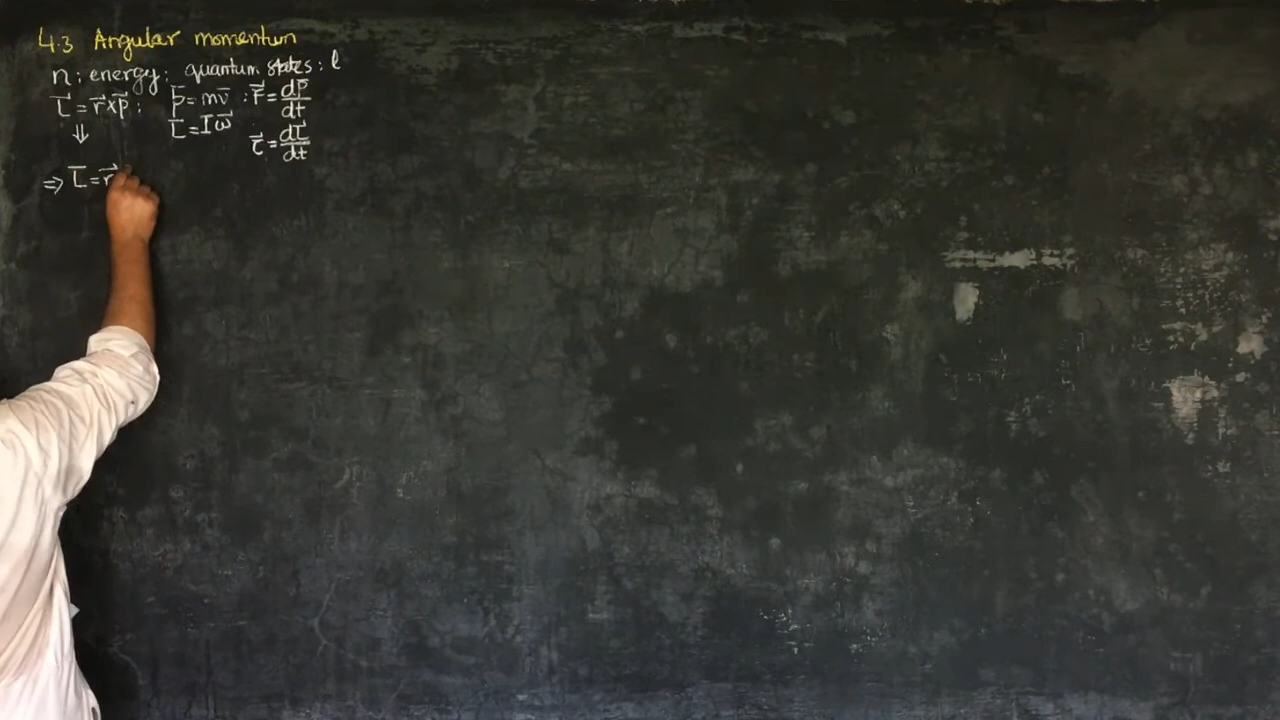 4.3 Angular momentum
n : energy ; quantum states : l
L⃗ = r⃗ × p⃗ ; p̄ = mv̄ ; F⃗ = dp̄/dt
⇓ L̄ = Iω⃗ τ⃗ = dL⃗/dt
⇒ L̄ = r⃗